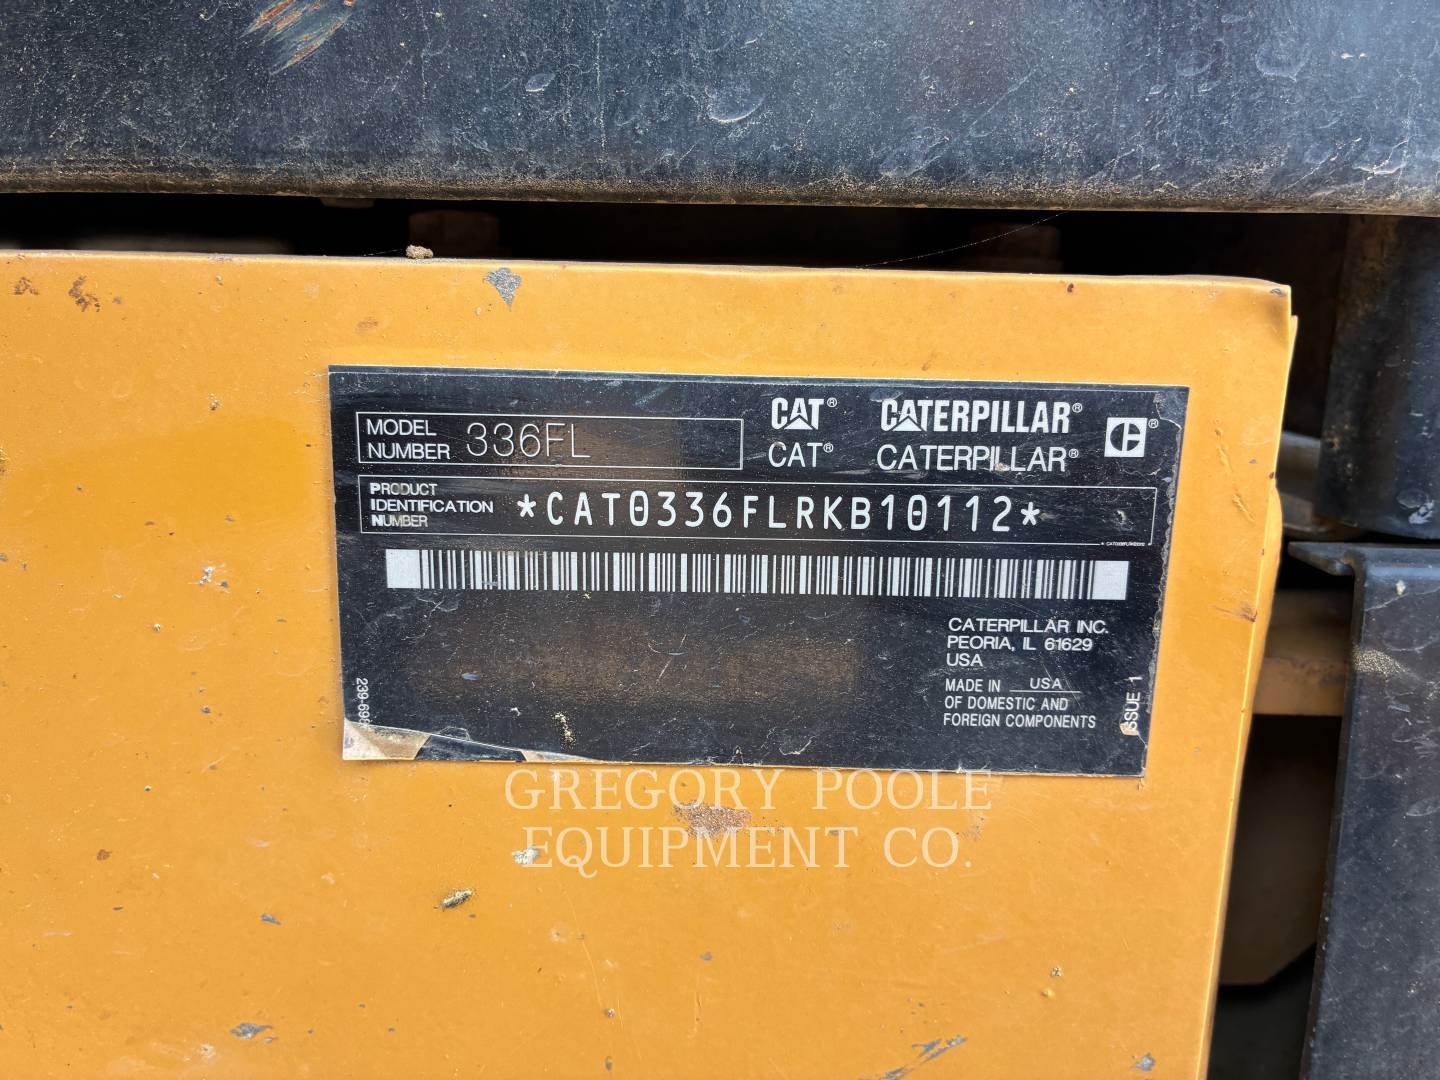 MODEL NUMBER 336FL
CAT® CATERPILLAR®
CAT® CATERPILLAR®
PRODUCT IDENTIFICATION NUMBER *CAT0336FLRKB10112*
CATERPILLAR INC.
PEORIA, IL 61629
USA
MADE IN USA
OF DOMESTIC AND
FOREIGN COMPONENTS
ISSUE 1
GREGORY POOLE
EQUIPMENT CO.